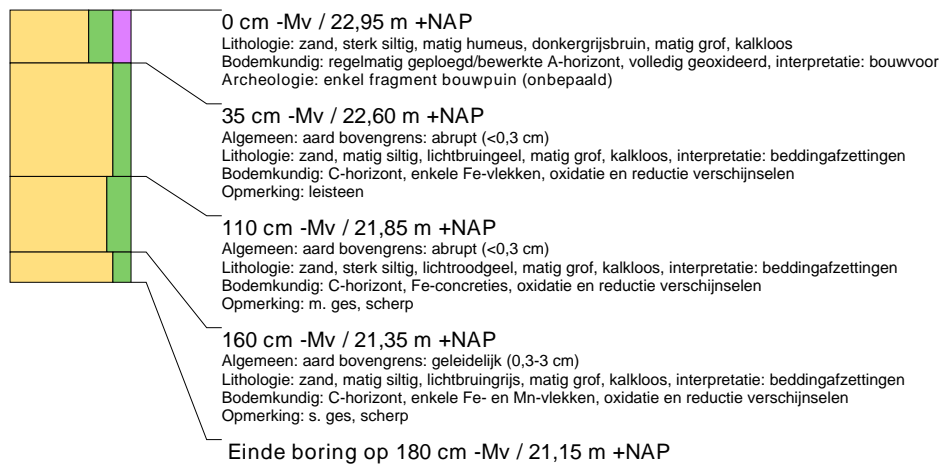 0 cm -Mv / 22,95 m +NAP
Lithologie: zand, sterk siltig, matig humeus, donkergrijsbruin, matig grof, kalkloos
Bodemkundig: regelmatig geploegd/bewerkte A-horizont, volledig geoxideerd, interpretatie: bouwvoor
Archeologie: enkel fragment bouwpuin (onbepaald)
35 cm -Mv / 22,60 m +NAP
Algemeen: aard bovengrens: abrupt (<0,3 cm)
Lithologie: zand, matig siltig, lichtbruingeel, matig grof, kalkloos, interpretatie: beddingafzettingen
Bodemkundig: C-horizont, enkele Fe-vlekken, oxidatie en reductie verschijnselen
Opmerking: leisteen
110 cm -Mv / 21,85 m +NAP
Algemeen: aard bovengrens: abrupt (<0,3 cm)
Lithologie: zand, sterk siltig, lichtroodgeel, matig grof, kalkloos, interpretatie: beddingafzettingen
Bodemkundig: C-horizont, Fe-concreties, oxidatie en reductie verschijnselen
Opmerking: m. ges, scherp
160 cm -Mv / 21,35 m +NAP
Algemeen: aard bovengrens: geleidelijk (0,3-3 cm)
Lithologie: zand, matig siltig, lichtbruingrijs, matig grof, kalkloos, interpretatie: beddingafzettingen
Bodemkundig: C-horizont, enkele Fe- en Mn-vlekken, oxidatie en reductie verschijnselen
Opmerking: s. ges, scherp
Einde boring op 180 cm -Mv / 21,15 m +NAP